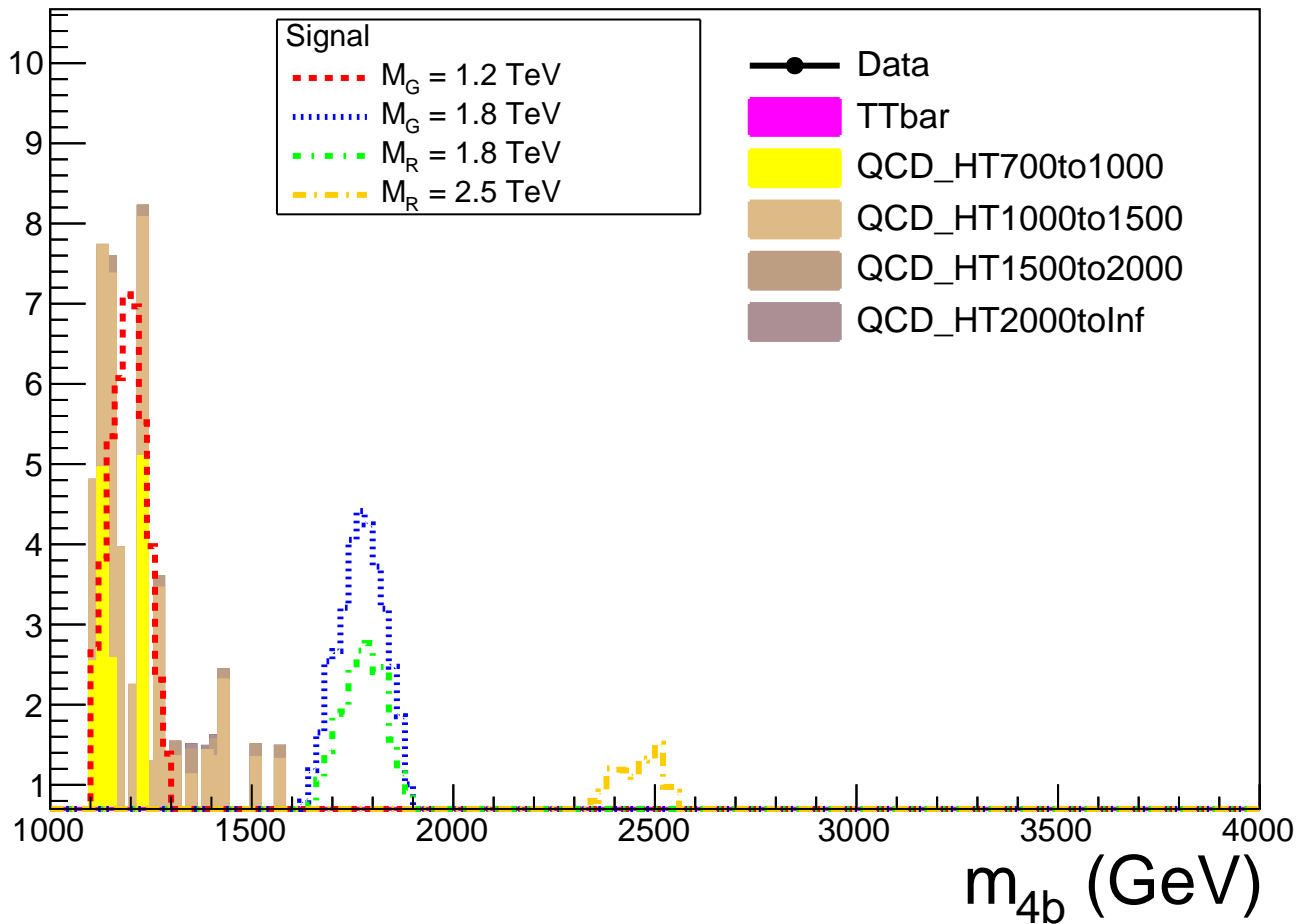 Signal
M_G = 1.2 TeV
M_G = 1.8 TeV
M_R = 1.8 TeV
M_R = 2.5 TeV
Data
TTbar
QCD_HT700to1000
QCD_HT1000to1500
QCD_HT1500to2000
QCD_HT2000toInf
10
9
8
7
6
5
4
3
2
1
1000 1500 2000 2500 3000 3500 4000
m_4b (GeV)